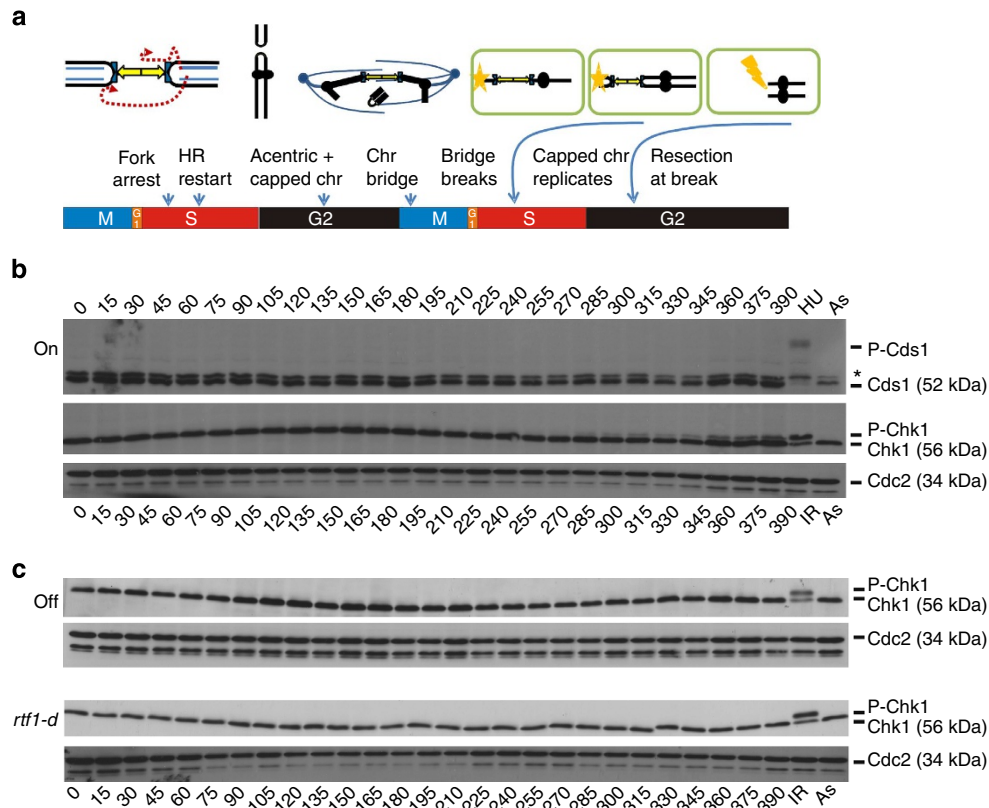 a
Fork arrest
HR restart
Acentric + capped chr
Chr bridge
Bridge breaks
Capped chr replicates
Resection at break
M G1 S G2 M G1 S G2
b
0 15 30 45 60 75 90 105 120 135 150 165 180 195 210 225 240 255 270 285 300 315 330 345 360 375 390 HU As
On
P-Cds1
*
Cds1 (52 kDa)
P-Chk1
Chk1 (56 kDa)
Cdc2 (34 kDa)
0 15 30 45 60 75 90 105 120 135 150 165 180 195 210 225 240 255 270 285 300 315 330 345 360 375 390 IR As
c
Off
P-Chk1
Chk1 (56 kDa)
Cdc2 (34 kDa)
rtf1-d
P-Chk1
Chk1 (56 kDa)
Cdc2 (34 kDa)
0 15 30 45 60 75 90 105 120 135 150 165 180 195 210 225 240 255 270 285 300 315 330 345 360 375 390 IR As